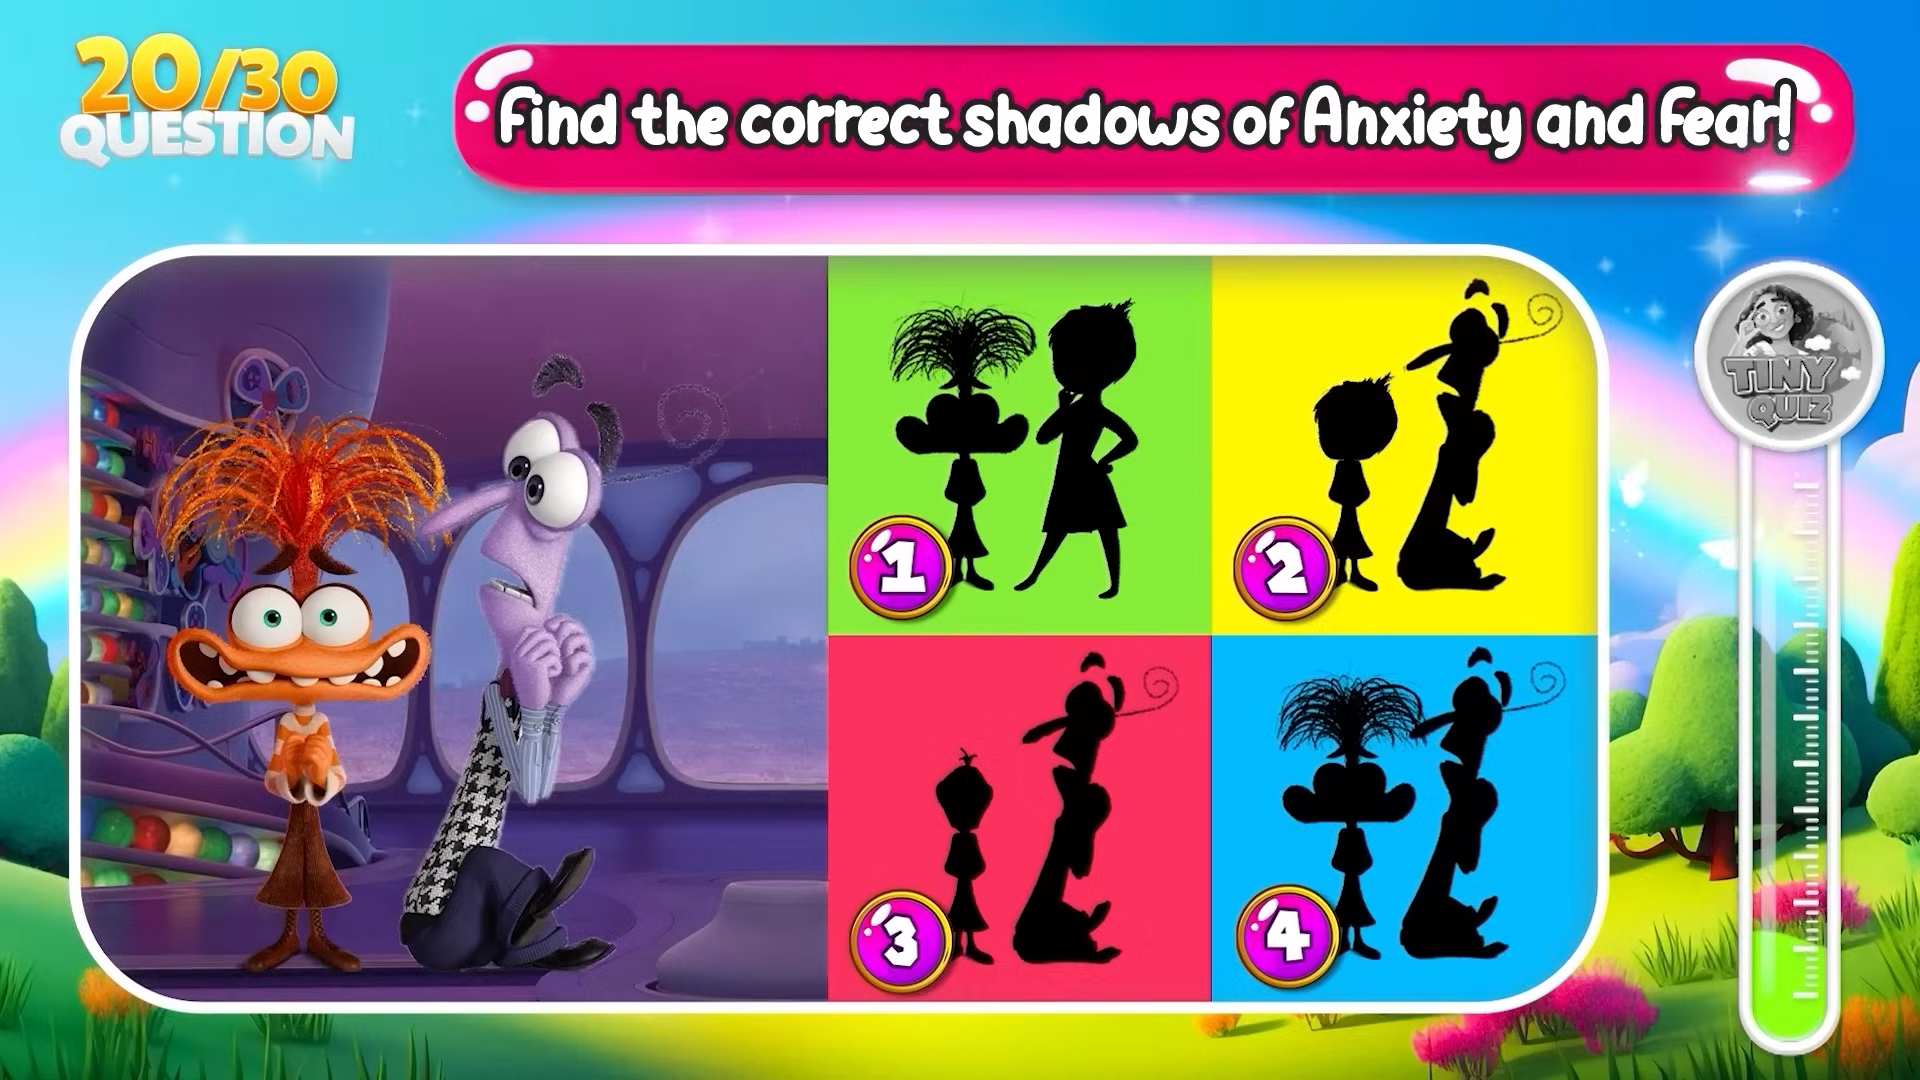 20/30
QUESTION
Find the correct shadows of Anxiety and Fear!
1
2
3
4
TINY
QUIZ